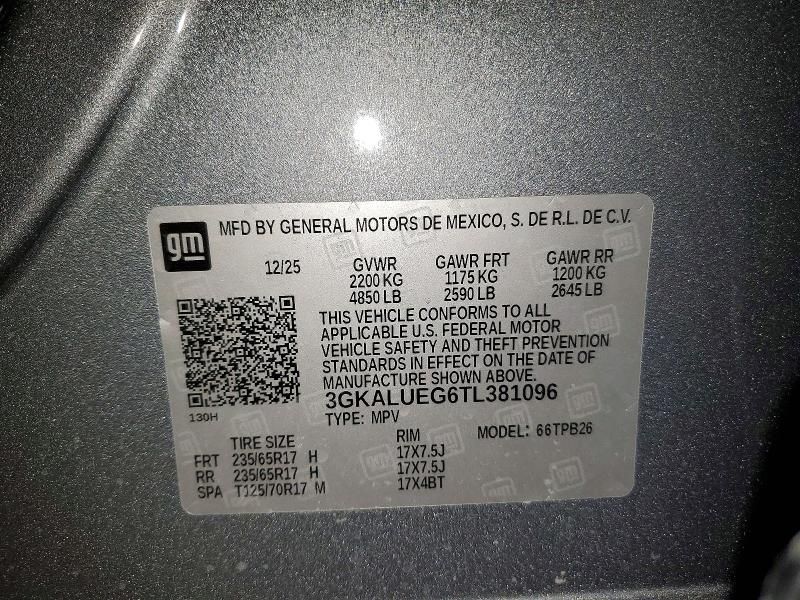 gm
MFD BY GENERAL MOTORS DE MEXICO, S. DE R.L. DE C.V.
12/25 GVWR GAWR FRT GAWR RR
2200 KG 1175 KG 1200 KG
4850 LB 2590 LB 2645 LB
THIS VEHICLE CONFORMS TO ALL
APPLICABLE U.S. FEDERAL MOTOR
VEHICLE SAFETY AND THEFT PREVENTION
STANDARDS IN EFFECT ON THE DATE OF
MANUFACTURE SHOWN ABOVE.
3GKALUEG6TL381096
130H
TYPE: MPV
TIRE SIZE RIM MODEL: 66TPB26
FRT 235/65R17 H 17X7.5J
RR 235/65R17 H 17X7.5J
SPA T125/70R17 M 17X4BT